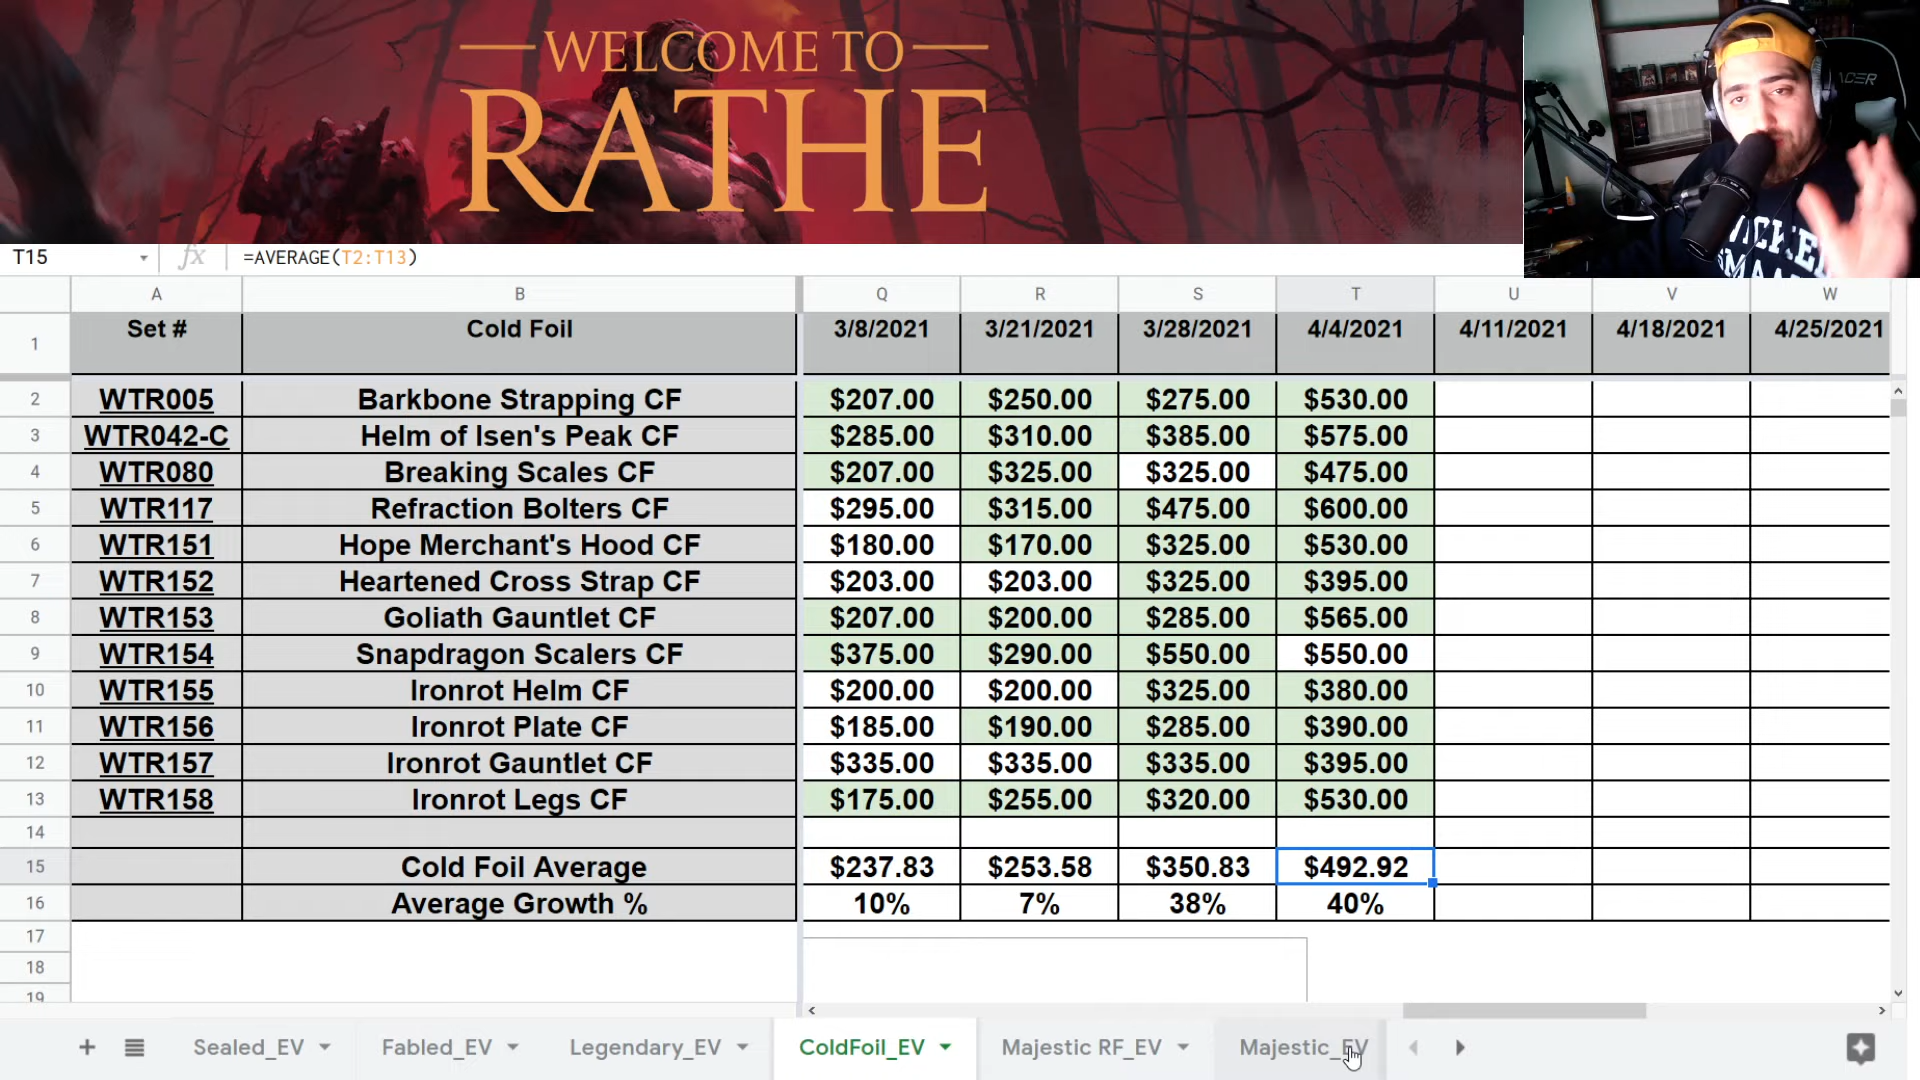 WELCOME TO
RATHE
T15 fx =AVERAGE(T2:T13)
A B Q R S T U V W
1 Set # Cold Foil 3/8/2021 3/21/2021 3/28/2021 4/4/2021 4/11/2021 4/18/2021 4/25/2021
2 WTR005 Barkbone Strapping CF $207.00 $250.00 $275.00 $530.00
3 WTR042-C Helm of Isen's Peak CF $285.00 $310.00 $385.00 $575.00
4 WTR080 Breaking Scales CF $207.00 $325.00 $325.00 $475.00
5 WTR117 Refraction Bolters CF $295.00 $315.00 $475.00 $600.00
6 WTR151 Hope Merchant's Hood CF $180.00 $170.00 $325.00 $530.00
7 WTR152 Heartened Cross Strap CF $203.00 $203.00 $325.00 $395.00
8 WTR153 Goliath Gauntlet CF $207.00 $200.00 $285.00 $565.00
9 WTR154 Snapdragon Scalers CF $375.00 $290.00 $550.00 $550.00
10 WTR155 Ironrot Helm CF $200.00 $200.00 $325.00 $380.00
11 WTR156 Ironrot Plate CF $185.00 $190.00 $285.00 $390.00
12 WTR157 Ironrot Gauntlet CF $335.00 $335.00 $335.00 $395.00
13 WTR158 Ironrot Legs CF $175.00 $255.00 $320.00 $530.00
14
15 Cold Foil Average $237.83 $253.58 $350.83 $492.92
16 Average Growth % 10% 7% 38% 40%
17
18
19
+ Sealed_EV Fabled_EV Legendary_EV ColdFoil_EV Majestic RF_EV Majestic_EV